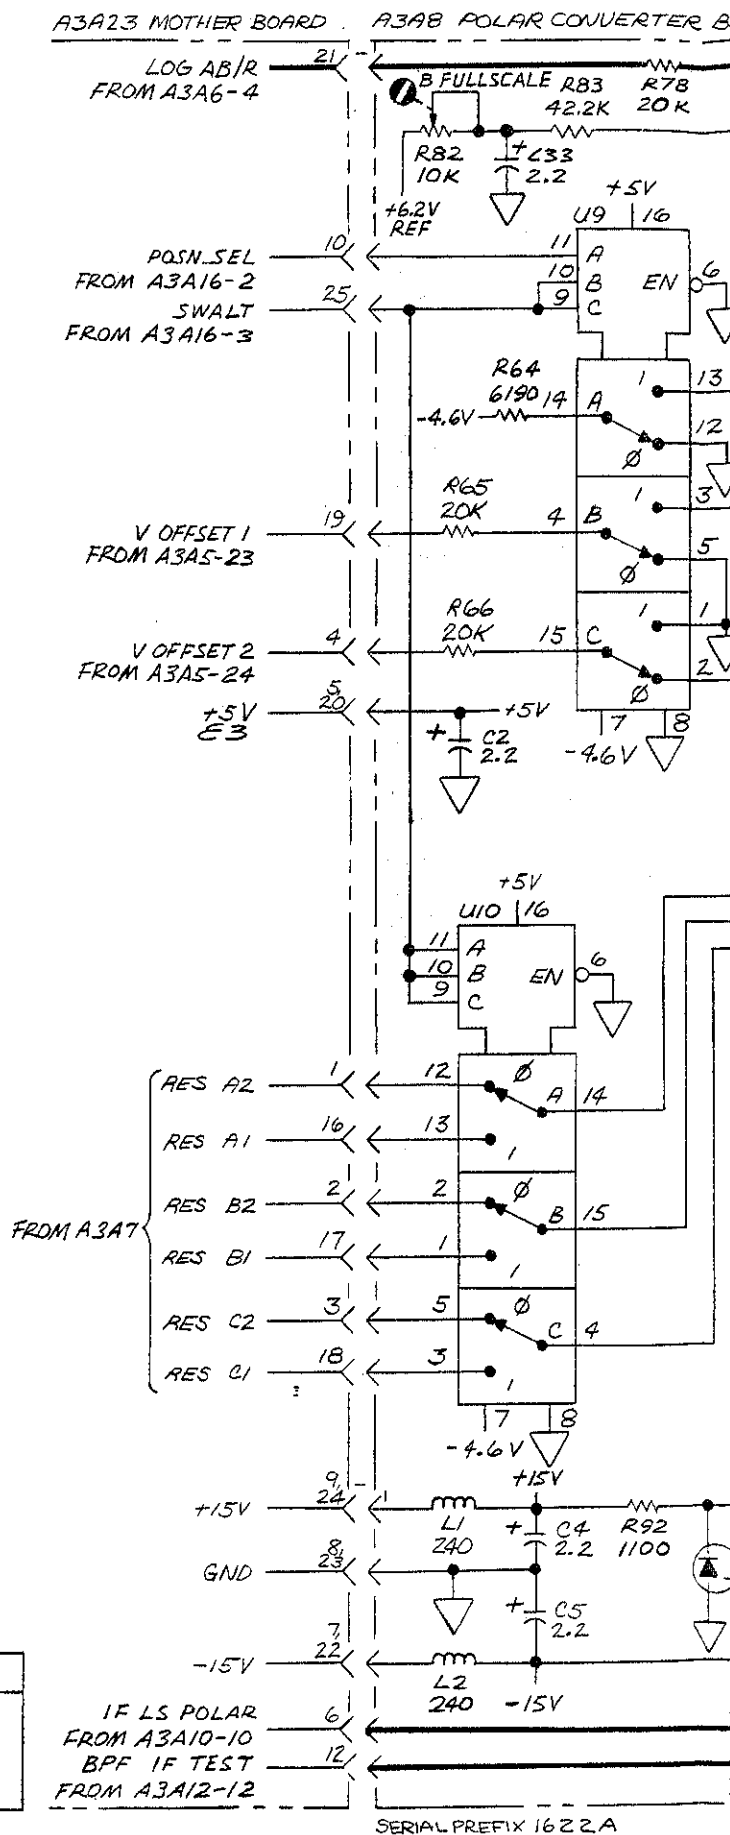 A3A23 MOTHER BOARD
A3A8 POLAR CONVERTER B
LOG AB/R
FROM A3A6-4
21
B FULLSCALE
R83
42.2K
R78
20K
R82
10K
+
C33
2.2
+6.2V
REF
+5V
U9
16
POSN_SEL
FROM A3A16-2
10
11
A
10
B
EN
6
SWALT
FROM A3A16-3
25
9
C
R64
6190
1
13
-4.6V
14
A
12
Ø
R65
20K
1
3
V OFFSET 1
FROM A3A5-23
19
4
B
5
Ø
R66
20K
1
1
V OFFSET 2
FROM A3A5-24
4
15
C
2
Ø
+5V
E3
5,
20
+5V
+
C2
2.2
7
8
-4.6V
+5V
U10
16
11
A
10
B
EN
6
9
C
FROM A3A7
RES A2
1
12
Ø
A
14
RES A1
16
13
1
RES B2
2
2
Ø
B
15
RES B1
17
1
1
RES C2
3
5
Ø
C
4
RES C1
18
3
1
7
8
-4.6V
+15V
+15V
9,
24
L1
240
+
C4
2.2
R92
1100
GND
8,
23
+
C5
2.2
-15V
7,
22
L2
240
-15V
IF LS POLAR
FROM A3A10-10
6
BPF IF TEST
FROM A3A12-12
12
SERIAL PREFIX 1622A